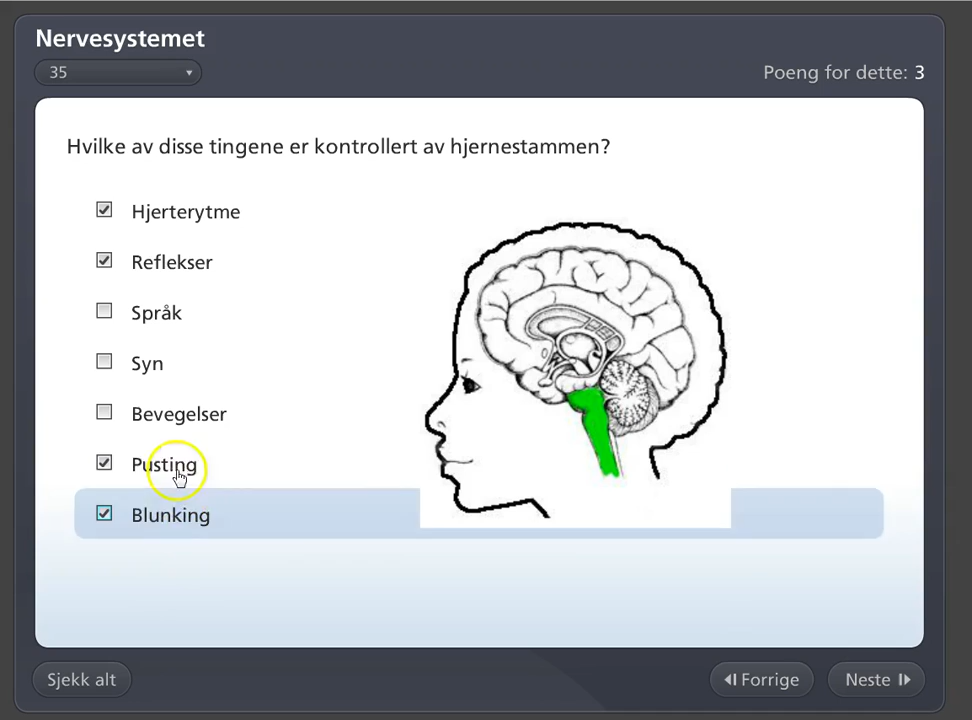 Nervesystemet
35
Poeng for dette: 3
Hvilke av disse tingene er kontrollert av hjernestammen?
Hjerterytme
Reflekser
Språk
Syn
Bevegelser
Pusting
Blunking
Sjekk alt
Forrige
Neste